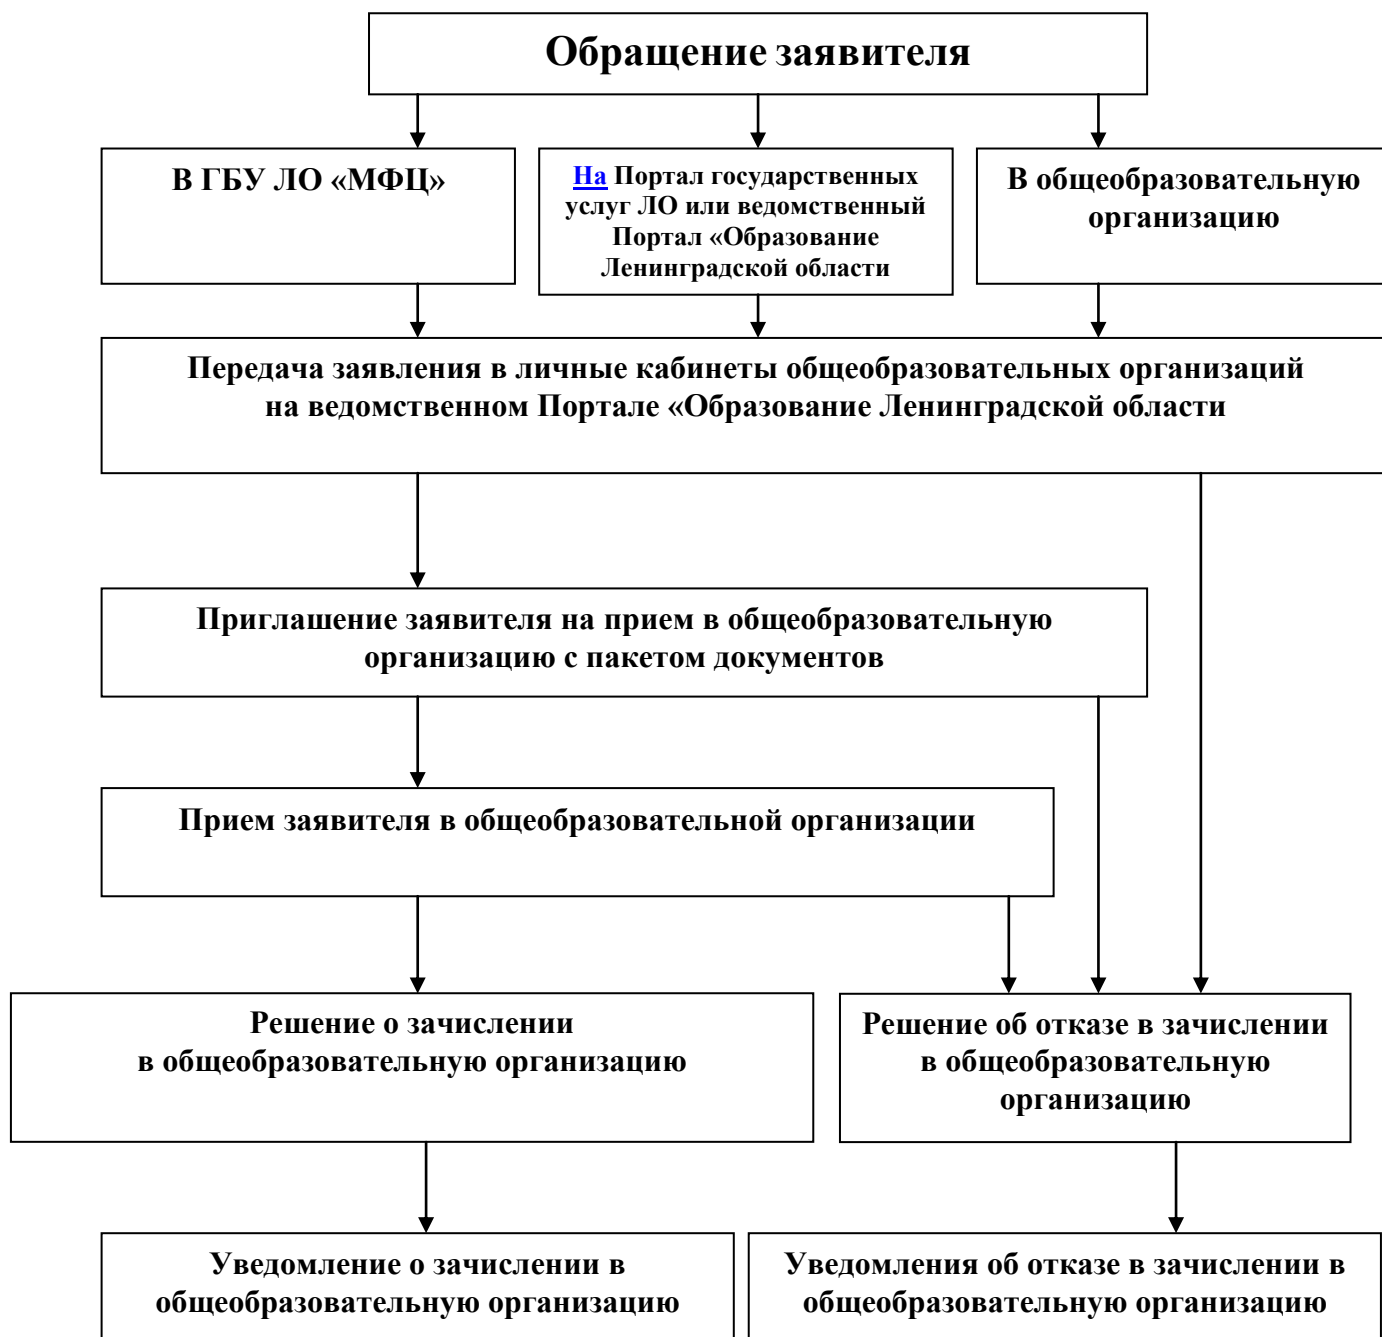 Обращение заявителя
В ГБУ ЛО «МФЦ»
На Портал государственных
услуг ЛО или ведомственный
Портал «Образование
Ленинградской области
В общеобразовательную
организацию
Передача заявления в личные кабинеты общеобразовательных организаций
на ведомственном Портале «Образование Ленинградской области
Приглашение заявителя на прием в общеобразовательную
организацию с пакетом документов
Прием заявителя в общеобразовательной организации
Решение о зачислении
в общеобразовательную организацию
Решение об отказе в зачислении
в общеобразовательную
организацию
Уведомление о зачислении в
общеобразовательную организацию
Уведомления об отказе в зачислении в
общеобразовательную организацию